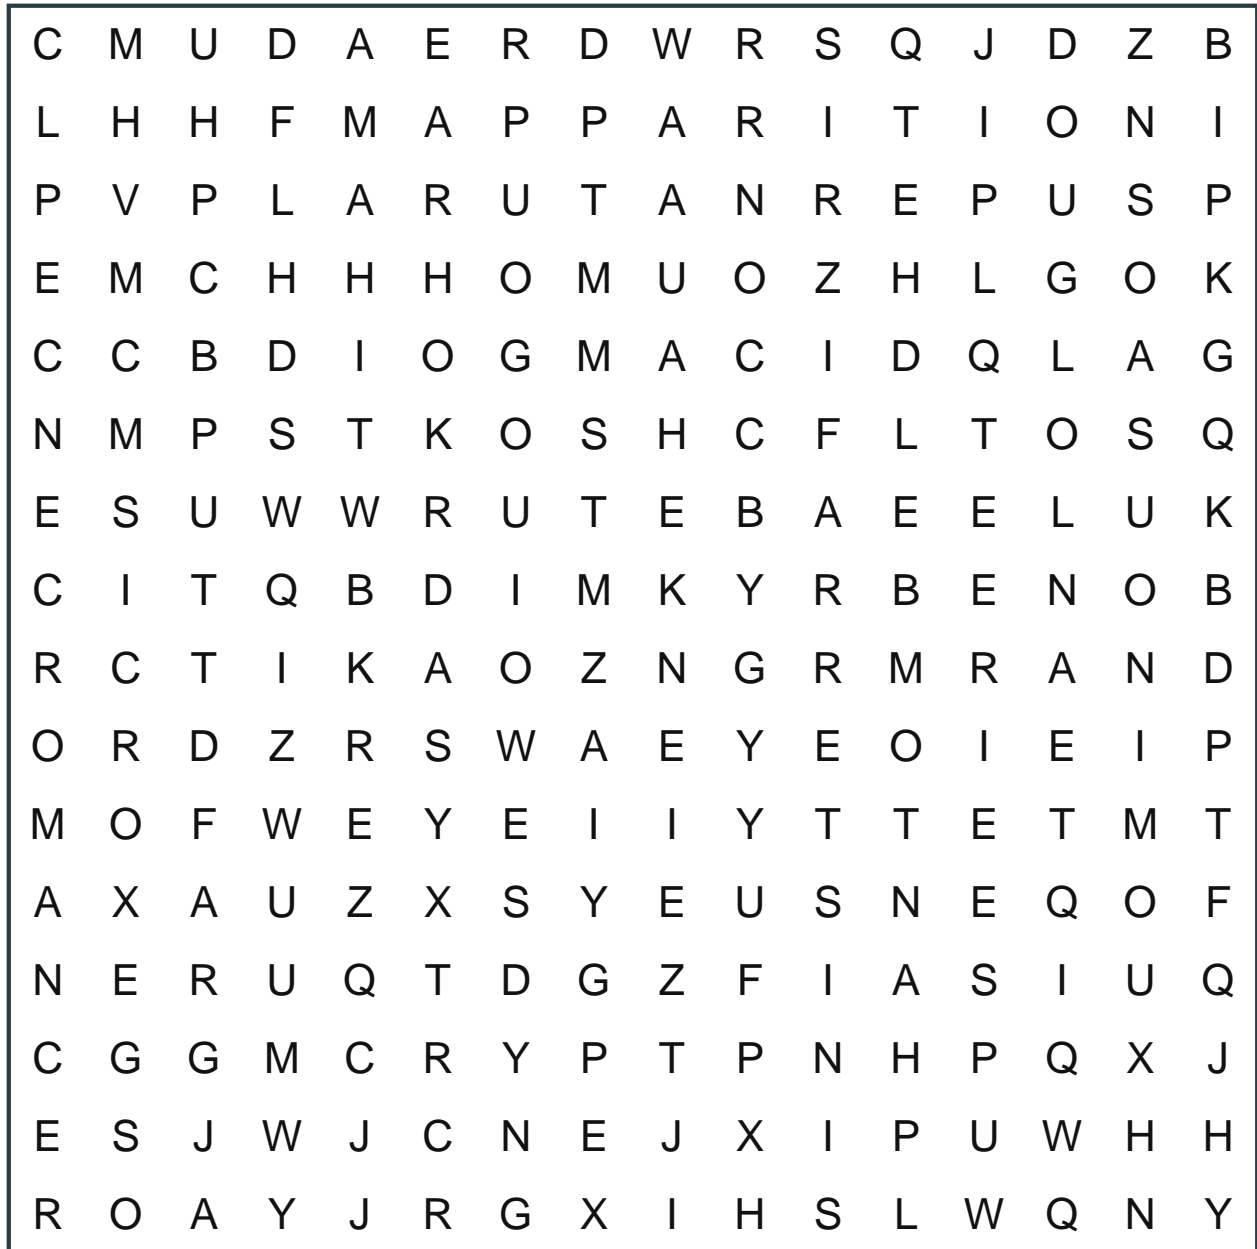 C M U D A E R D W R S Q J D Z B
L H H F M A P P A R I T I O N I
P V P L A R U T A N R E P U S P
E M C H H H O M U O Z H L G O K
C C B D I O G M A C I D Q L A G
N M P S T K O S H C F L T O S Q
E S U W W R U T E B A E E L U K
C I T Q B D I M K Y R B E N O B
R C T I K A O Z N G R M R A N D
O R D Z R S W A E Y E O I E I P
M O F W E Y E I I Y T T E T M T
A X A U Z X S Y E U S N E Q O F
N E R U Q T D G Z F I A S I U Q
C G G M C R Y P T P N H P Q X J
E S J W J C N E J X I P U W H H
R O A Y J R G X I H S L W Q N Y